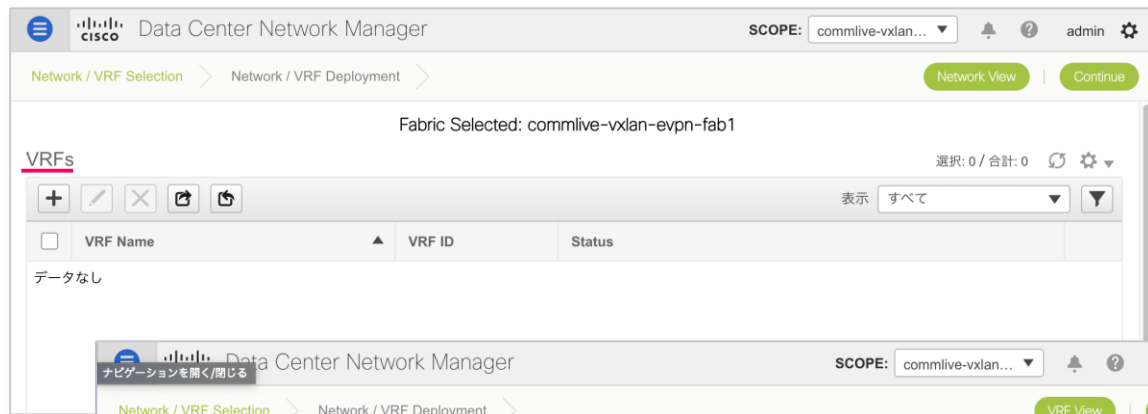 CISCO Data Center Network Manager SCOPE: commlive-vxlan... admin
Network / VRF Selection Network / VRF Deployment Network View Continue
Fabric Selected: commlive-vxlan-evpn-fab1
VRFs 選択: 0 / 合計: 0
表示 すべて
VRF Name VRF ID Status
データなし
Data Center Network Manager SCOPE: commlive-vxlan...
ナビゲーションを開く/閉じる
Network / VRF Selection Network / VRF Deployment VRF View